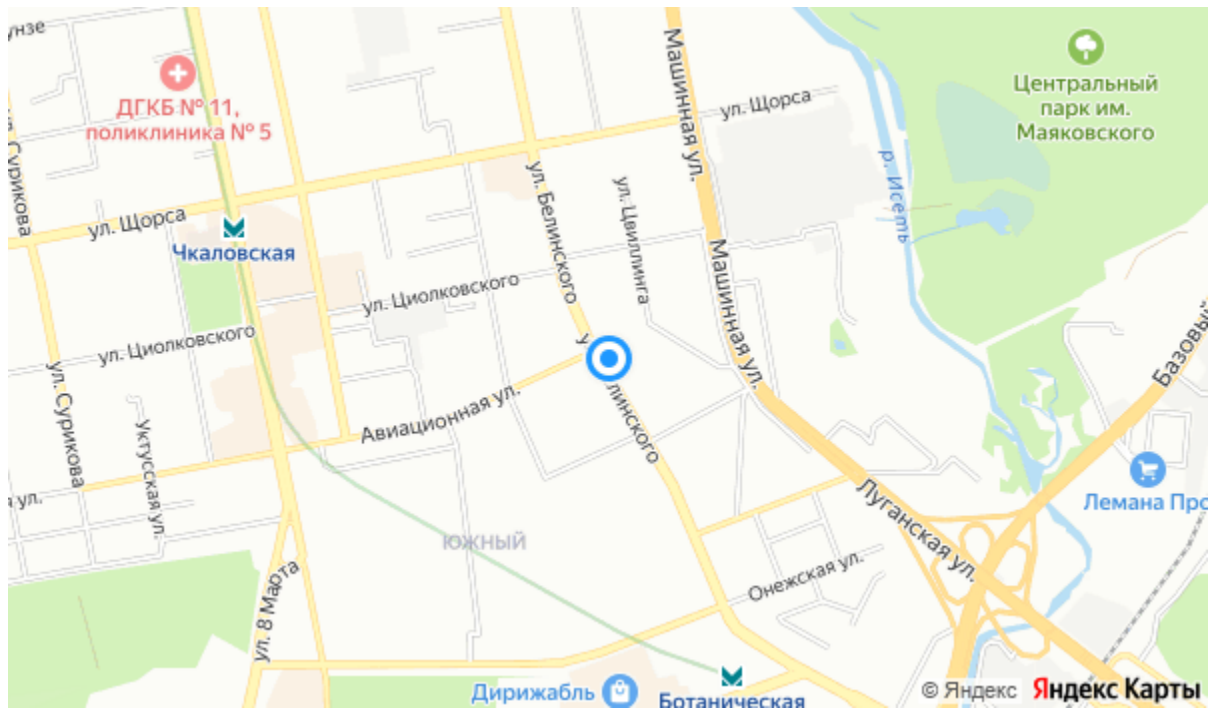 унзе
ДГКБ № 11,
поликлиника № 5
Машинная ул.
ул. Щорса
Центральный
парк им.
Маяковского
р. Исеть
Сурикова
ул. Щорса
Чкаловская
ул. Белинского
ул. Цвиллинга
Машинная ул.
ул. Циолковского
ул. Циолковского
Базовый
ул. Сурикова
Уктусская ул.
Авиационная ул.
линского
Луганская ул.
Лемана Про
я ул.
ЮЖНЫЙ
Онежская ул.
ул. 8 Марта
Дирижабль
Ботаническая
© Яндекс Яндекс Карты